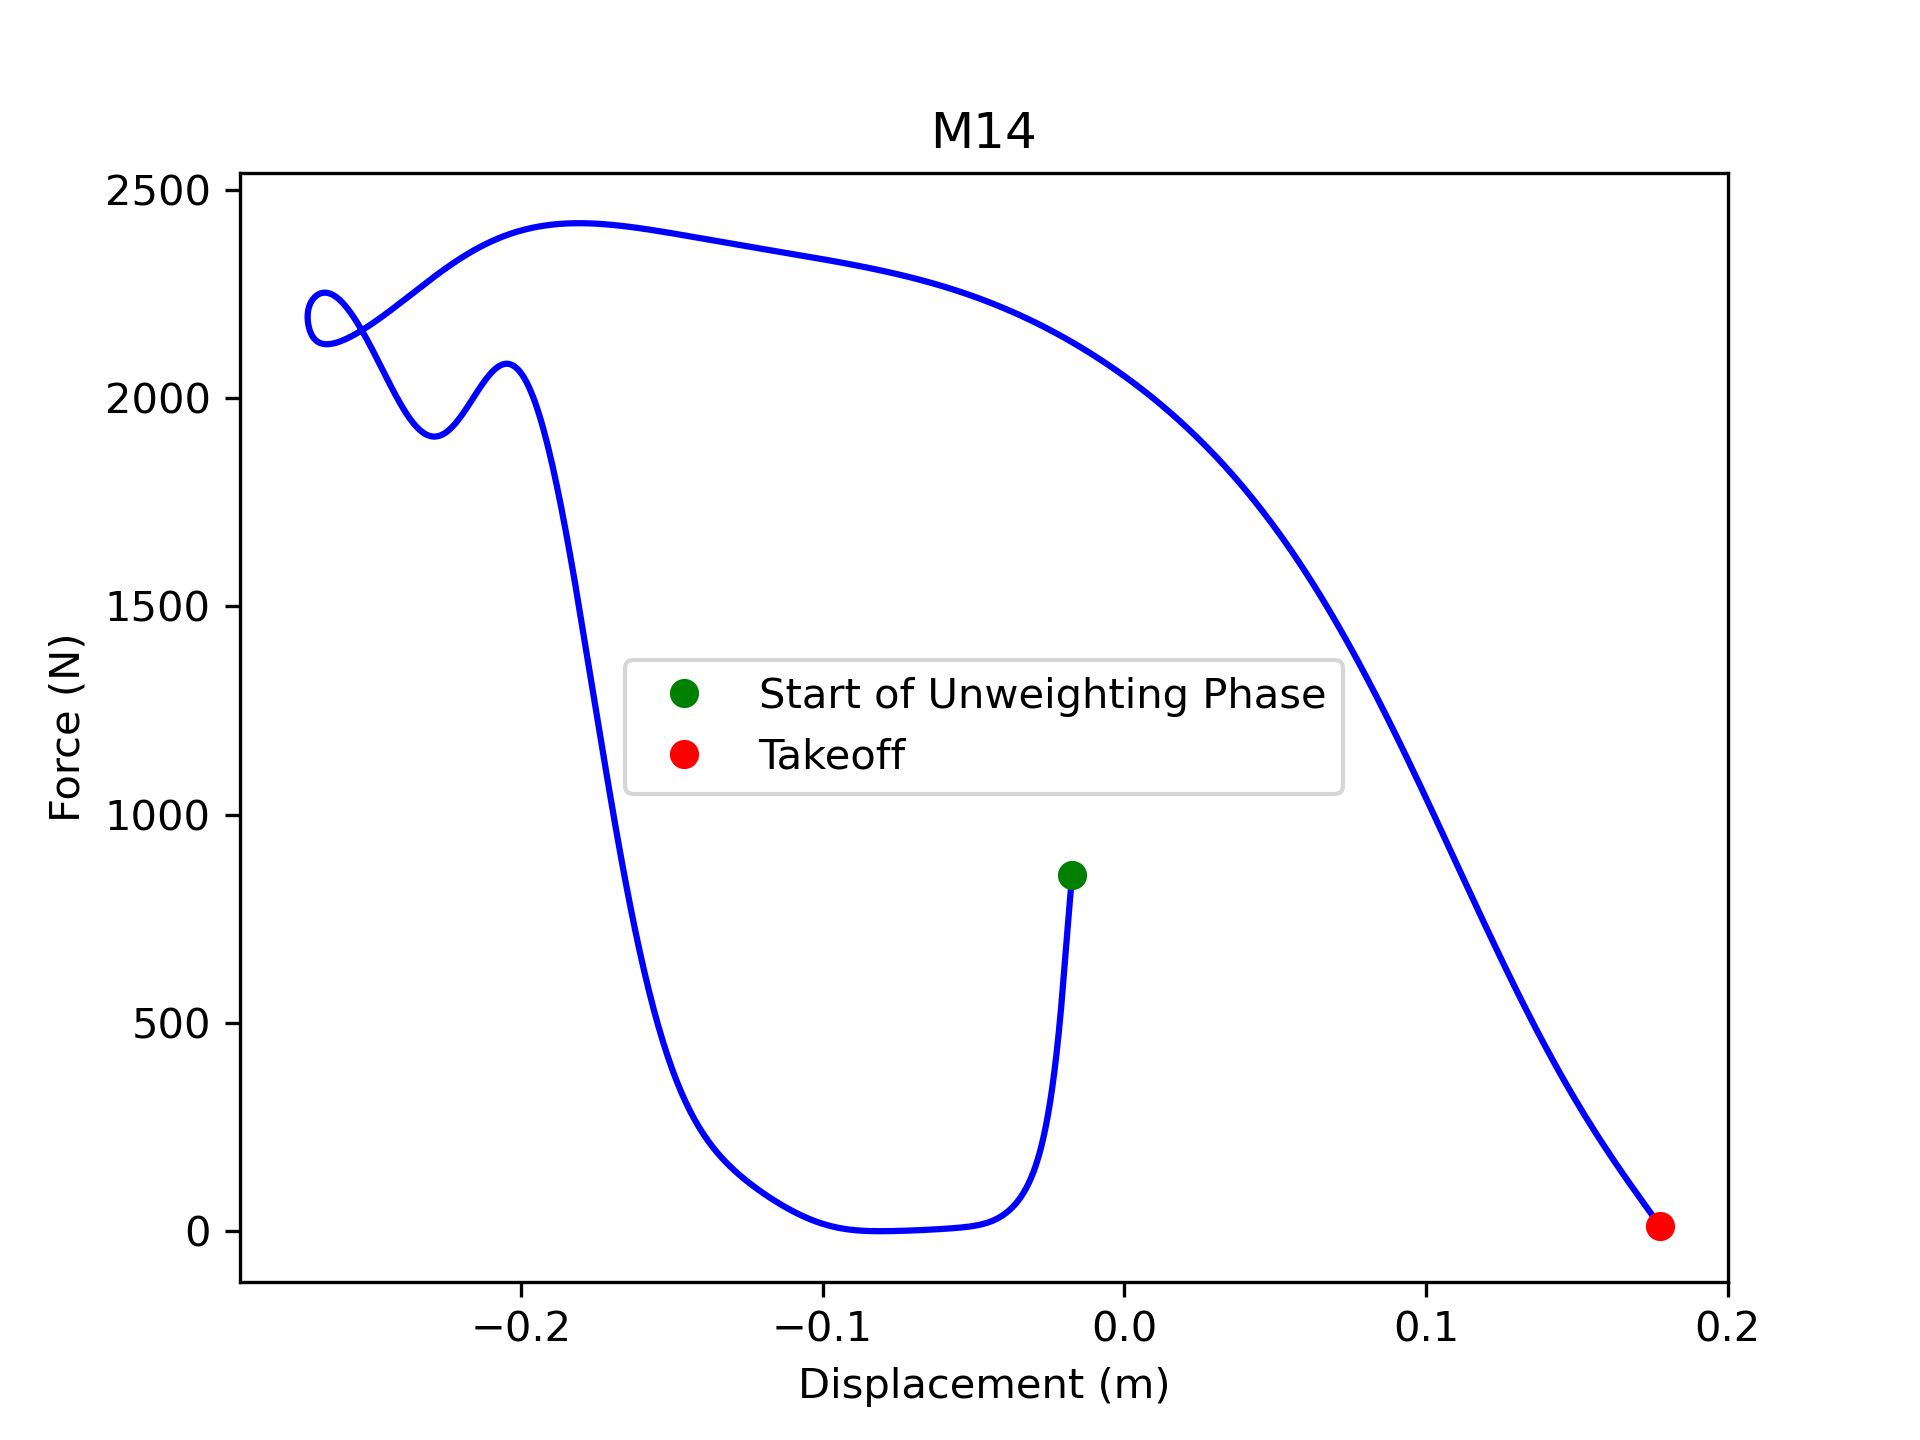 M14
2500
2000
1500
1000
500
0
Force (N)
Start of Unweighting Phase
Takeoff
−0.2
−0.1
0.0
0.1
0.2
Displacement (m)